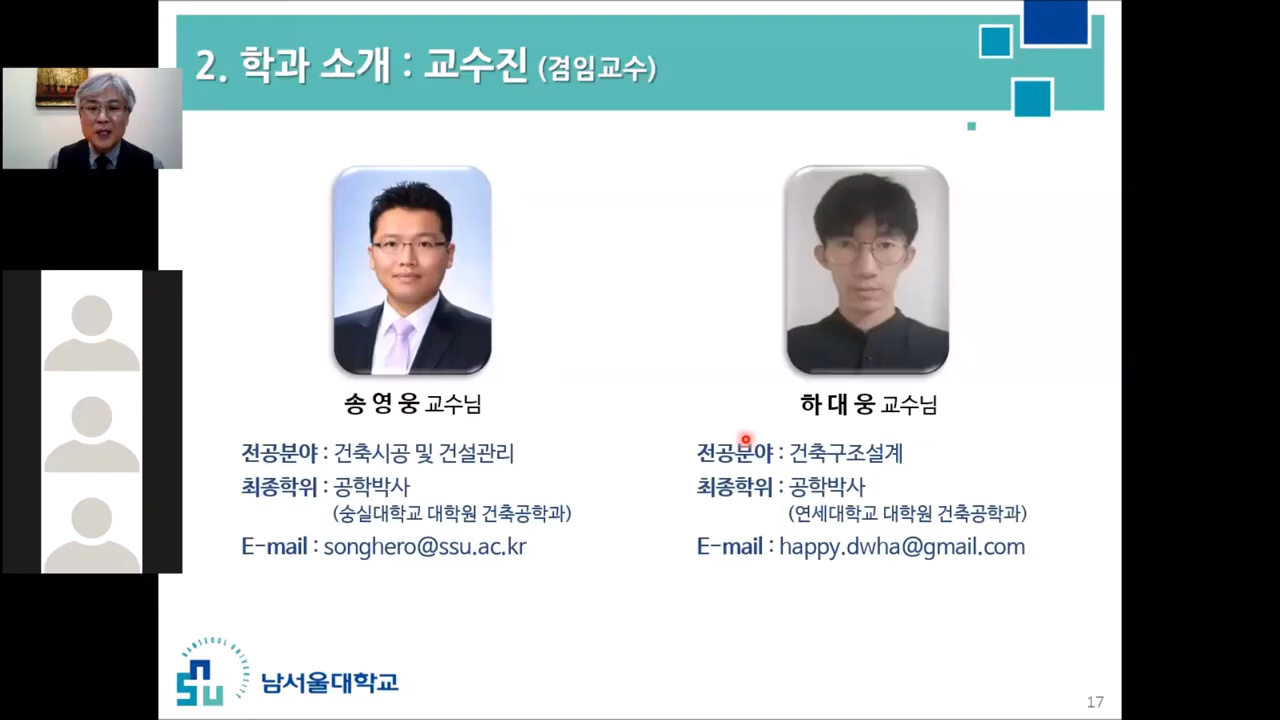 2. 학과 소개 : 교수진 (겸임교수)
송 영 웅 교수님
전공분야 : 건축시공 및 건설관리
최종학위 : 공학박사
(숭실대학교 대학원 건축공학과)
E-mail : songhero@ssu.ac.kr
하 대 웅 교수님
전공분야 : 건축구조설계
최종학위 : 공학박사
(연세대학교 대학원 건축공학과)
E-mail : happy.dwha@gmail.com
NAMSEOUL UNIVERSITY
nsu
남서울대학교
17